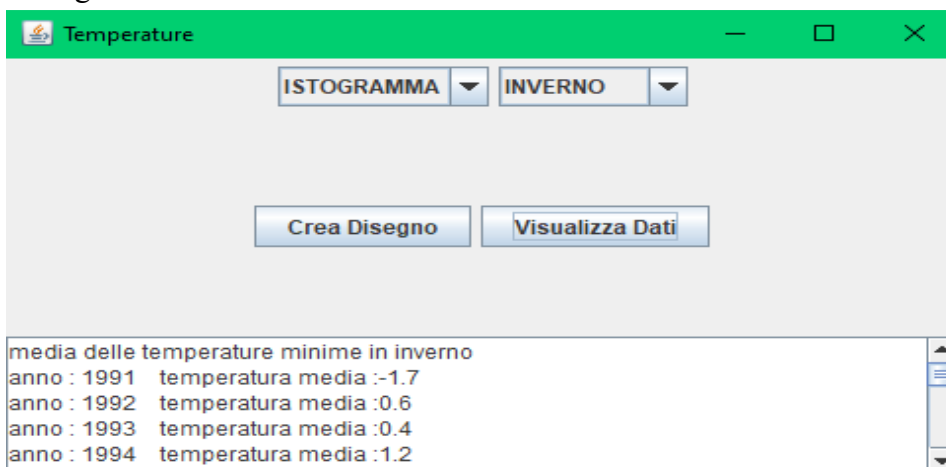 Temperature
ISTOGRAMMA INVERNO
Crea Disegno Visualizza Dati
media delle temperature minime in inverno
anno : 1991 temperatura media :-1.7
anno : 1992 temperatura media :0.6
anno : 1993 temperatura media :0.4
anno : 1994 temperatura media :1.2